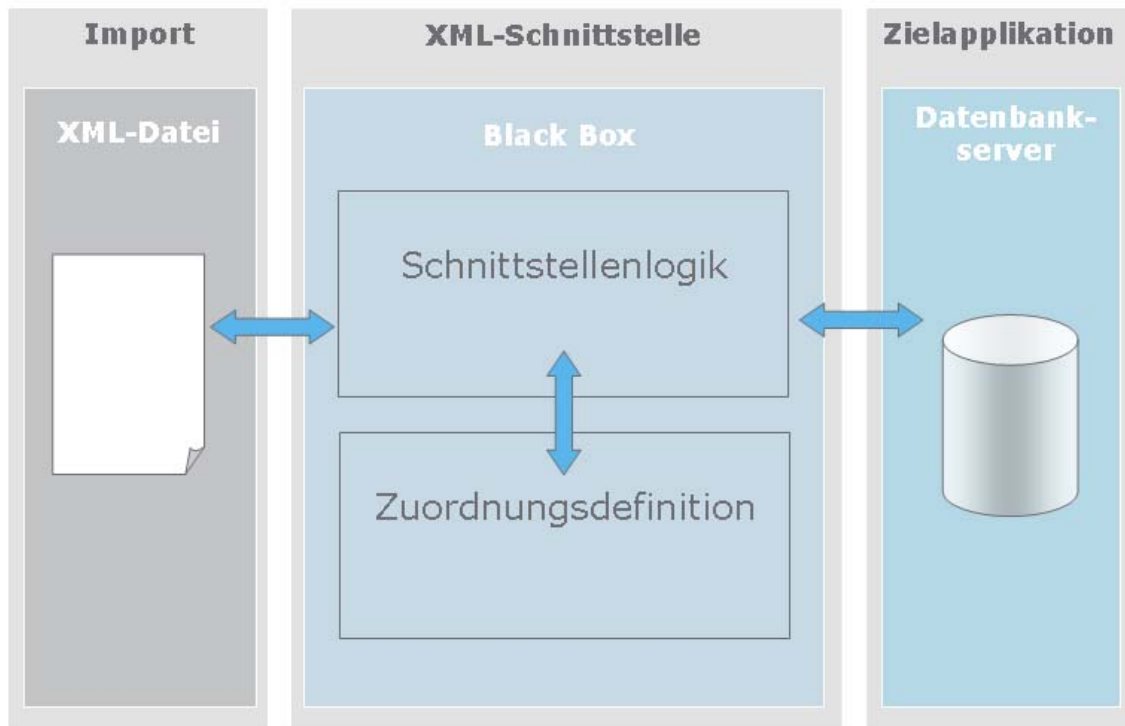 Import
XML-Datei
XML-Schnittstelle
Black Box
Schnittstellenlogik
Zuordnungsdefinition
Zielapplikation
Datenbank-
server